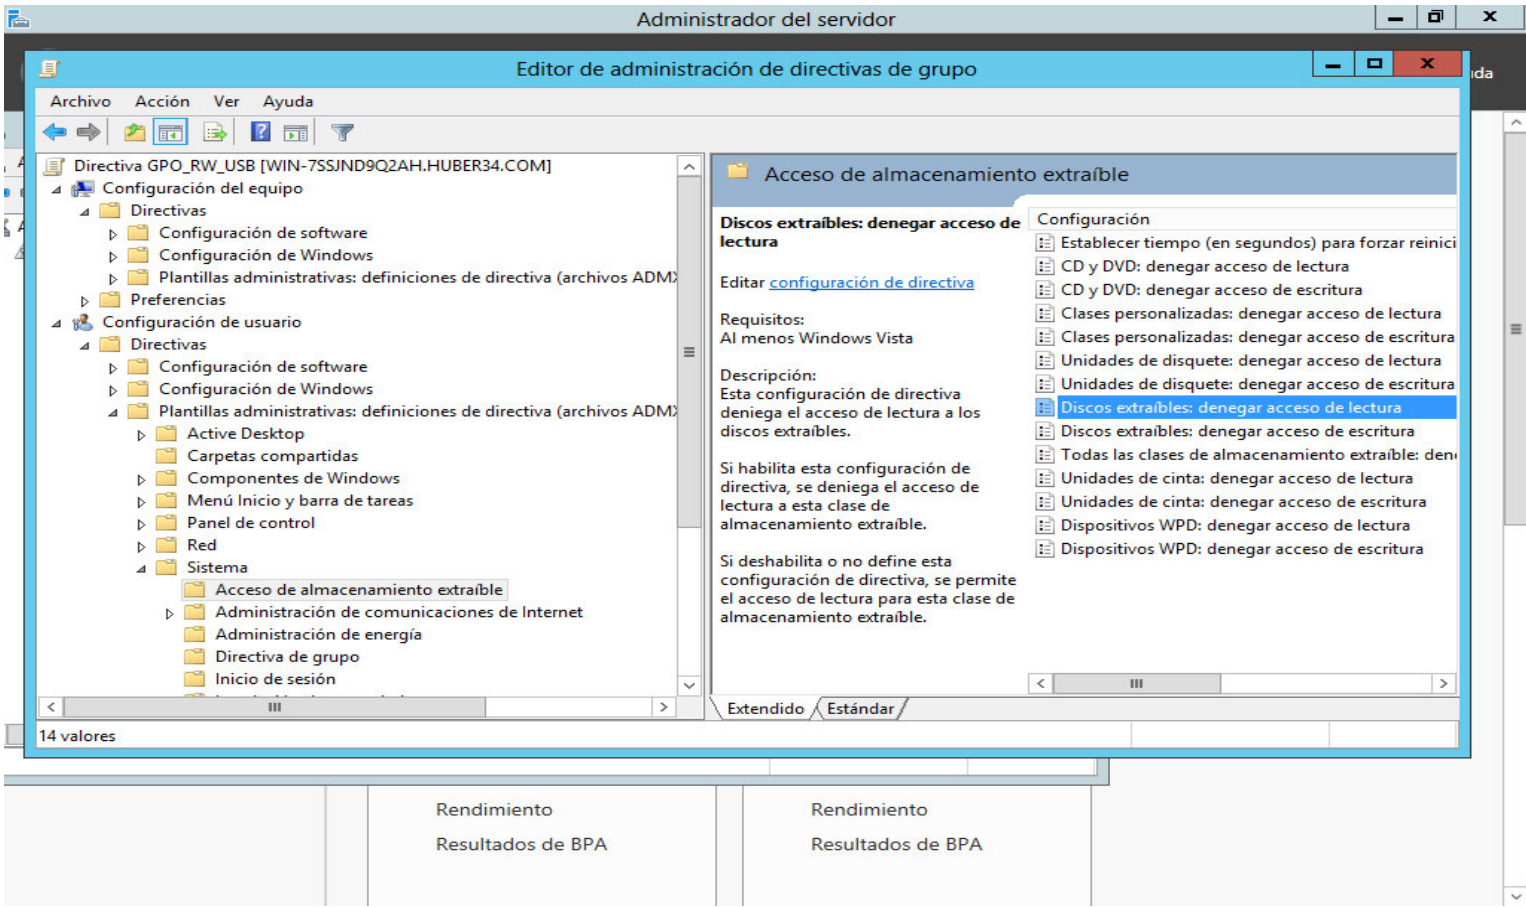 Administrador del servidor
Editor de administración de directivas de grupo
Archivo Acción Ver Ayuda
Directiva GPO_RW_USB [WIN-7SSJND9Q2AH.HUBER34.COM]
Configuración del equipo
Directivas
Configuración de software
Configuración de Windows
Plantillas administrativas: definiciones de directiva (archivos ADMX
Preferencias
Configuración de usuario
Directivas
Configuración de software
Configuración de Windows
Plantillas administrativas: definiciones de directiva (archivos ADMX
Active Desktop
Carpetas compartidas
Componentes de Windows
Menú Inicio y barra de tareas
Panel de control
Red
Sistema
Acceso de almacenamiento extraíble
Administración de comunicaciones de Internet
Administración de energía
Directiva de grupo
Inicio de sesión
Acceso de almacenamiento extraíble
Discos extraíbles: denegar acceso de
lectura
Editar configuración de directiva
Requisitos:
Al menos Windows Vista
Descripción:
Esta configuración de directiva
deniega el acceso de lectura a los
discos extraíbles.
Si habilita esta configuración de
directiva, se deniega el acceso de
lectura a esta clase de
almacenamiento extraíble.
Si deshabilita o no define esta
configuración de directiva, se permite
el acceso de lectura para esta clase de
almacenamiento extraíble.
Configuración
Establecer tiempo (en segundos) para forzar reinici
CD y DVD: denegar acceso de lectura
CD y DVD: denegar acceso de escritura
Clases personalizadas: denegar acceso de lectura
Clases personalizadas: denegar acceso de escritura
Unidades de disquete: denegar acceso de lectura
Unidades de disquete: denegar acceso de escritura
Discos extraíbles: denegar acceso de lectura
Discos extraíbles: denegar acceso de escritura
Todas las clases de almacenamiento extraíble: den
Unidades de cinta: denegar acceso de lectura
Unidades de cinta: denegar acceso de escritura
Dispositivos WPD: denegar acceso de lectura
Dispositivos WPD: denegar acceso de escritura
Extendido Estándar
14 valores
uda
Rendimiento
Resultados de BPA
Rendimiento
Resultados de BPA